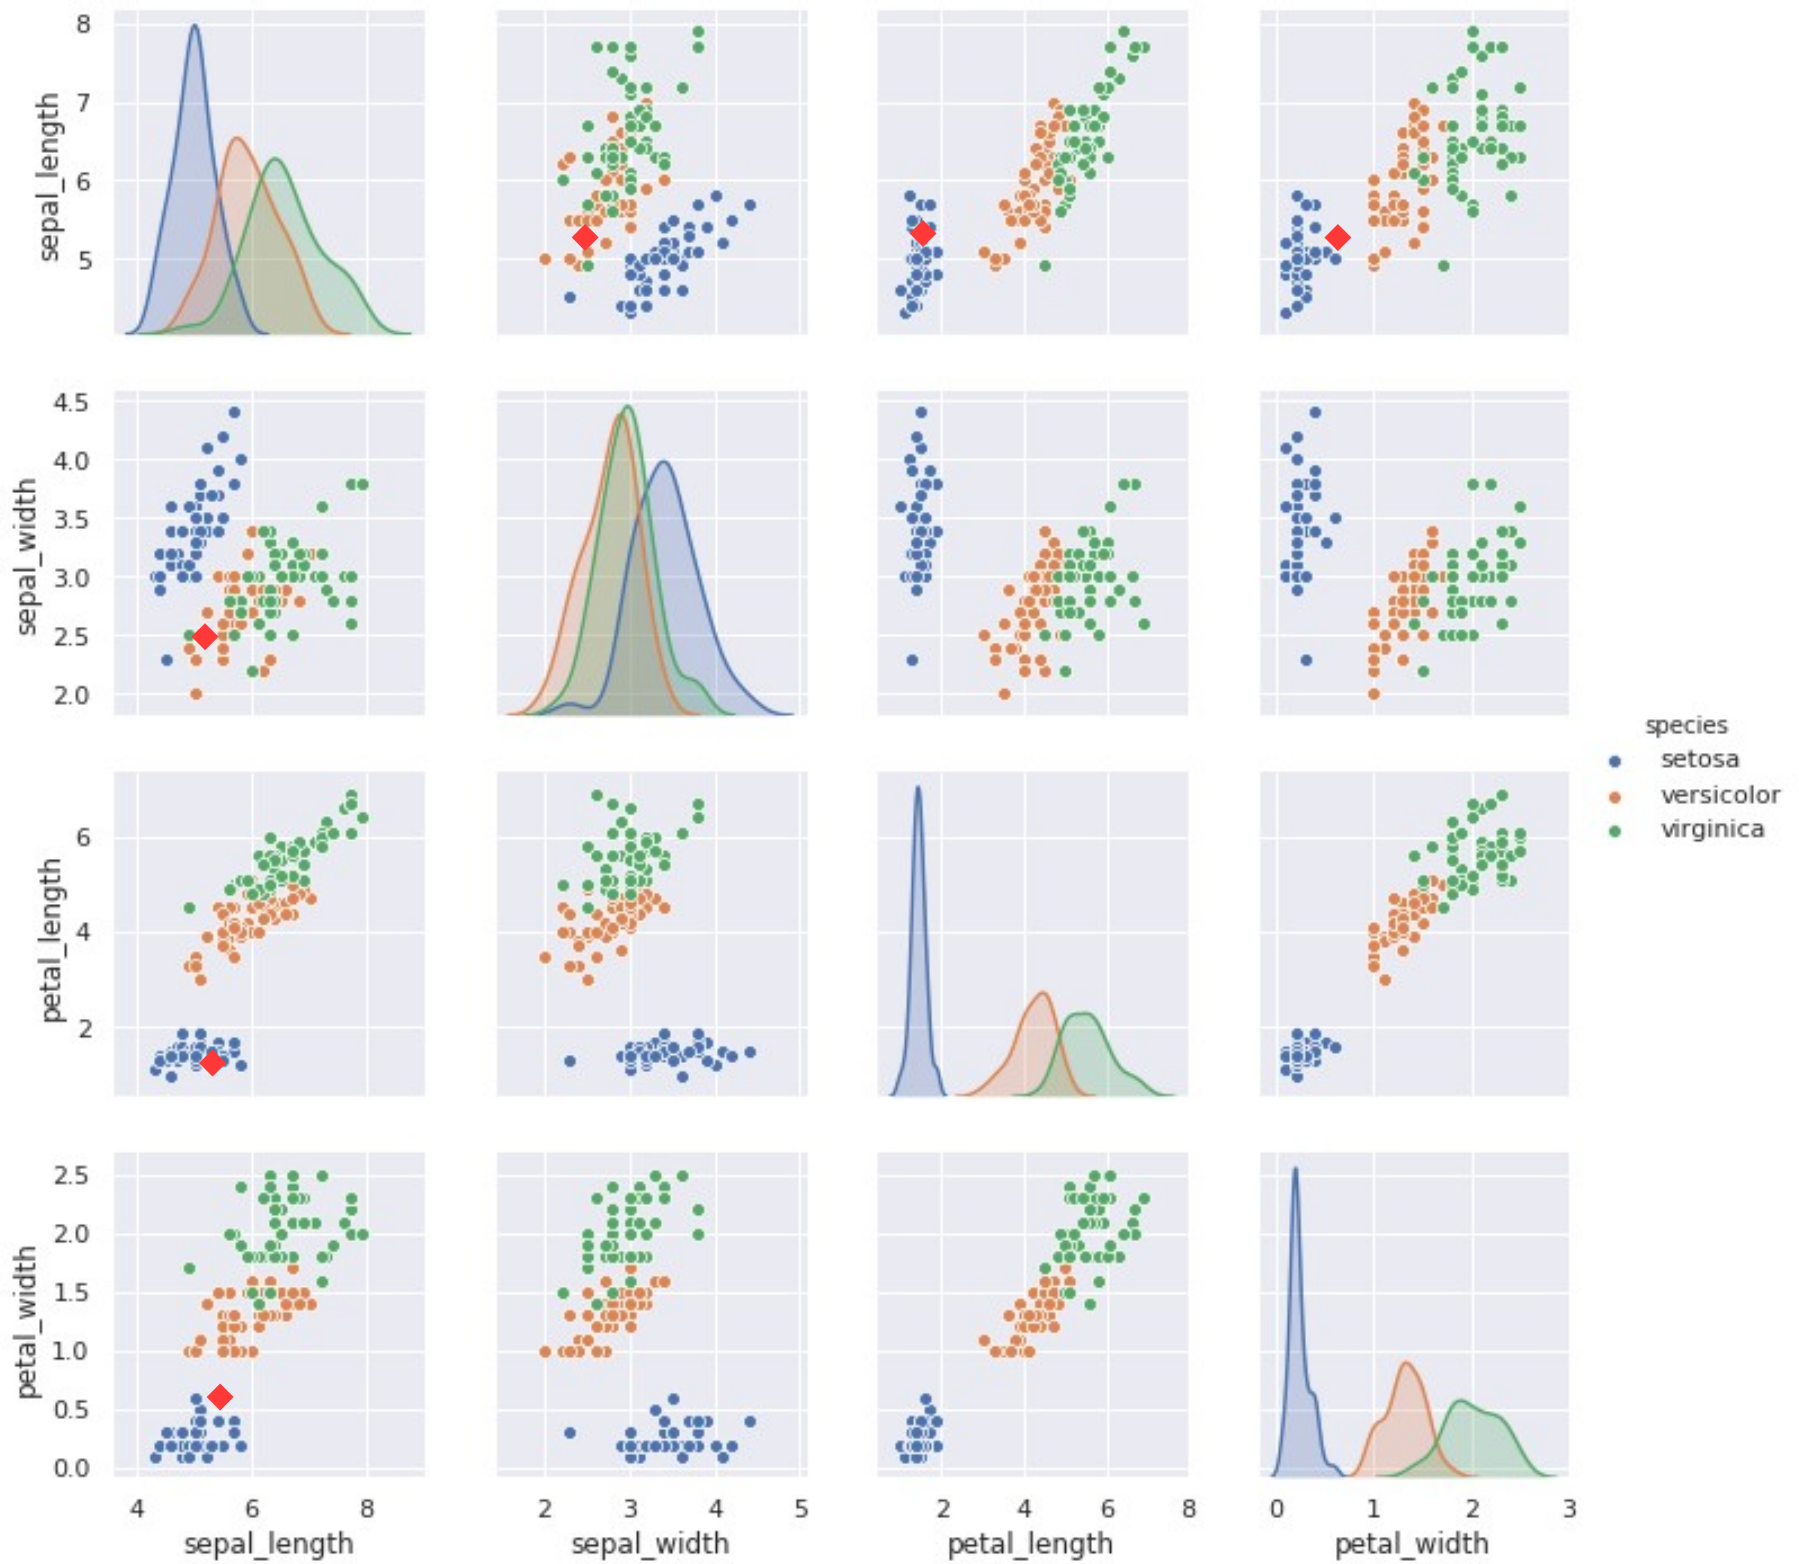 8
7
6
5
sepal_length
4.5
4.0
3.5
3.0
2.5
2.0
sepal_width
species
setosa
versicolor
virginica
6
4
2
petal_length
2.5
2.0
1.5
1.0
0.5
0.0
petal_width
4 6 8 2 3 4 5 2 4 6 8 0 1 2 3
sepal_length sepal_width petal_length petal_width